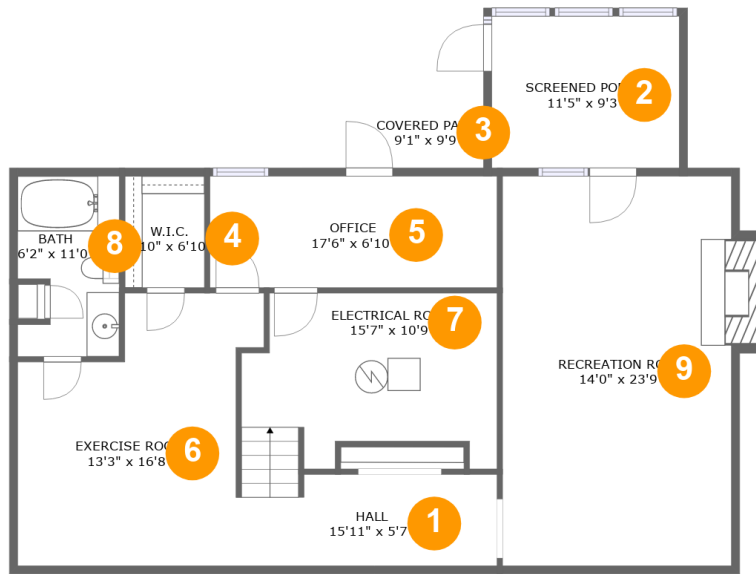 SCREENED PO
11'5" x 9'3
2
COVERED PA
9'1" x 9'9
3
BATH
6'2" x 11'0
8
W.I.C.
10" x 6'10
4
OFFICE
17'6" x 6'10
5
ELECTRICAL RO
15'7" x 10'9
7
RECREATION RO
14'0" x 23'9
9
EXERCISE ROO
13'3" x 16'8
6
HALL
15'11" x 5'7
1